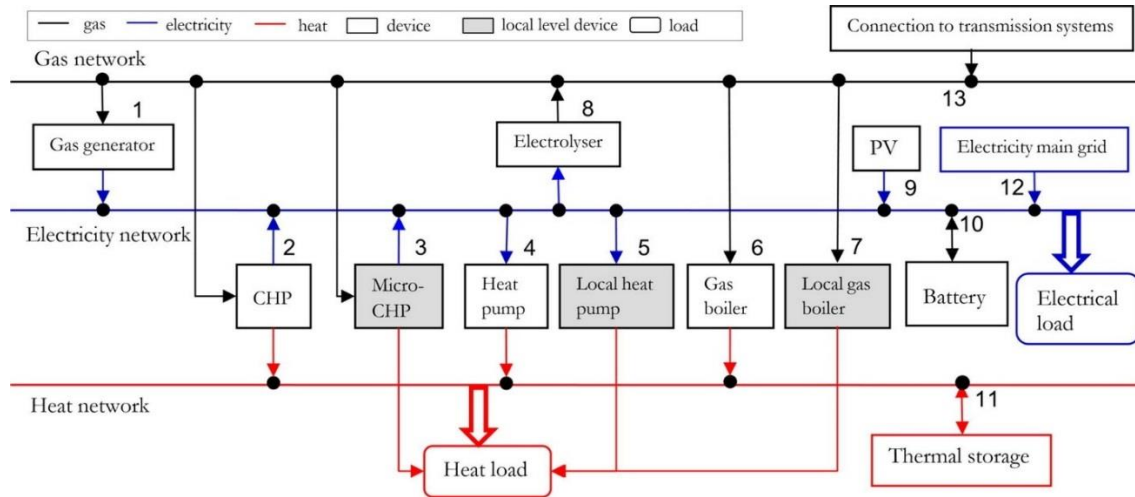 gas electricity heat device local level device load
Gas network
Connection to transmission systems
1
8
13
Gas generator
Electrolyser
PV
Electricity main grid
9
12
Electricity network
2
3
4
5
6
7
10
CHP
Micro-
CHP
Heat
pump
Local heat
pump
Gas
boiler
Local gas
boiler
Battery
Electrical
load
Heat network
11
Heat load
Thermal storage